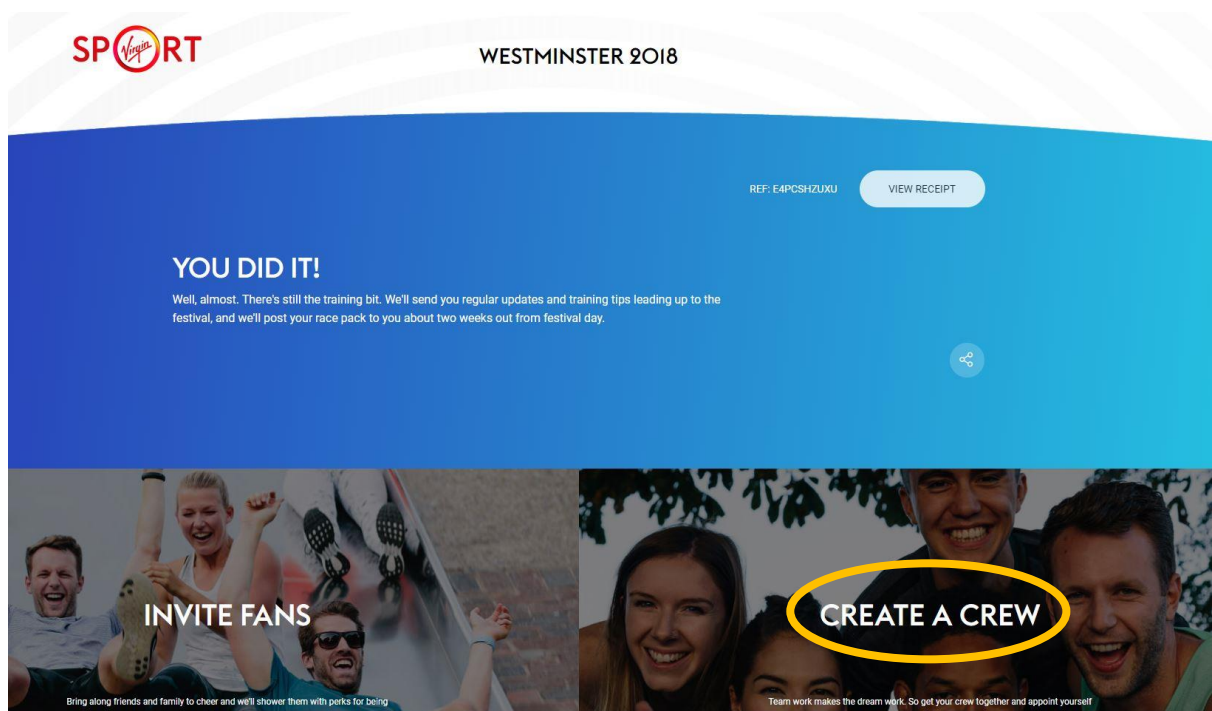 SP Virgin RT
WESTMINSTER 2018
REF: E4PCSHZUXU
VIEW RECEIPT
YOU DID IT!
Well, almost. There's still the training bit. We'll send you regular updates and training tips leading up to the
festival, and we'll post your race pack to you about two weeks out from festival day.
INVITE FANS
Bring along friends and family to cheer and we'll shower them with perks for being
CREATE A CREW
Team work makes the dream work. So get your crew together and appoint yourself